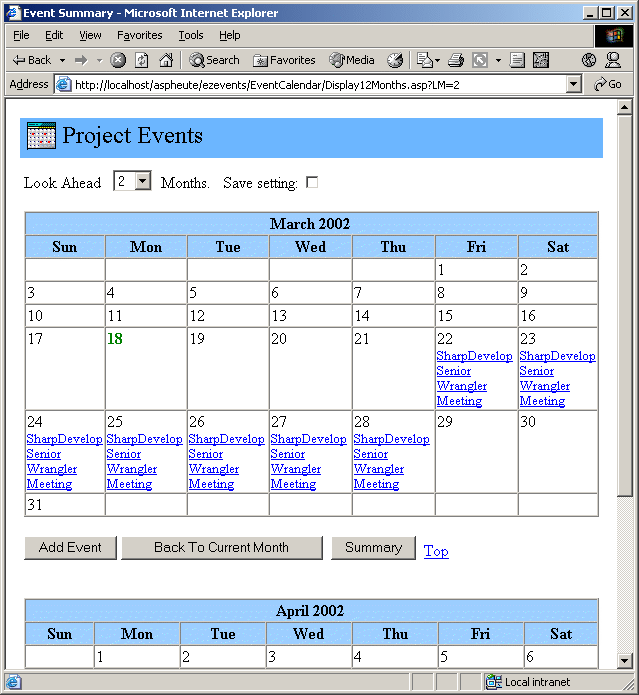 Event Summary - Microsoft Internet Explorer
File Edit View Favorites Tools Help
Back Search Favorites Media
Address http://localhost/aspheute/ezevents/EventCalendar/Display12Months.asp?LM=2 Go
Project Events
Look Ahead 2 Months. Save setting:
March 2002
Sun Mon Tue Wed Thu Fri Sat
1 2
3 4 5 6 7 8 9
10 11 12 13 14 15 16
17 18 19 20 21 22 23
SharpDevelop SharpDevelop
Senior Senior
Wrangler Wrangler
Meeting Meeting
24 25 26 27 28 29 30
SharpDevelop SharpDevelop SharpDevelop SharpDevelop SharpDevelop
Senior Senior Senior Senior Senior
Wrangler Wrangler Wrangler Wrangler Wrangler
Meeting Meeting Meeting Meeting Meeting
31
Add Event Back To Current Month Summary Top
April 2002
Sun Mon Tue Wed Thu Fri Sat
1 2 3 4 5 6
Local intranet